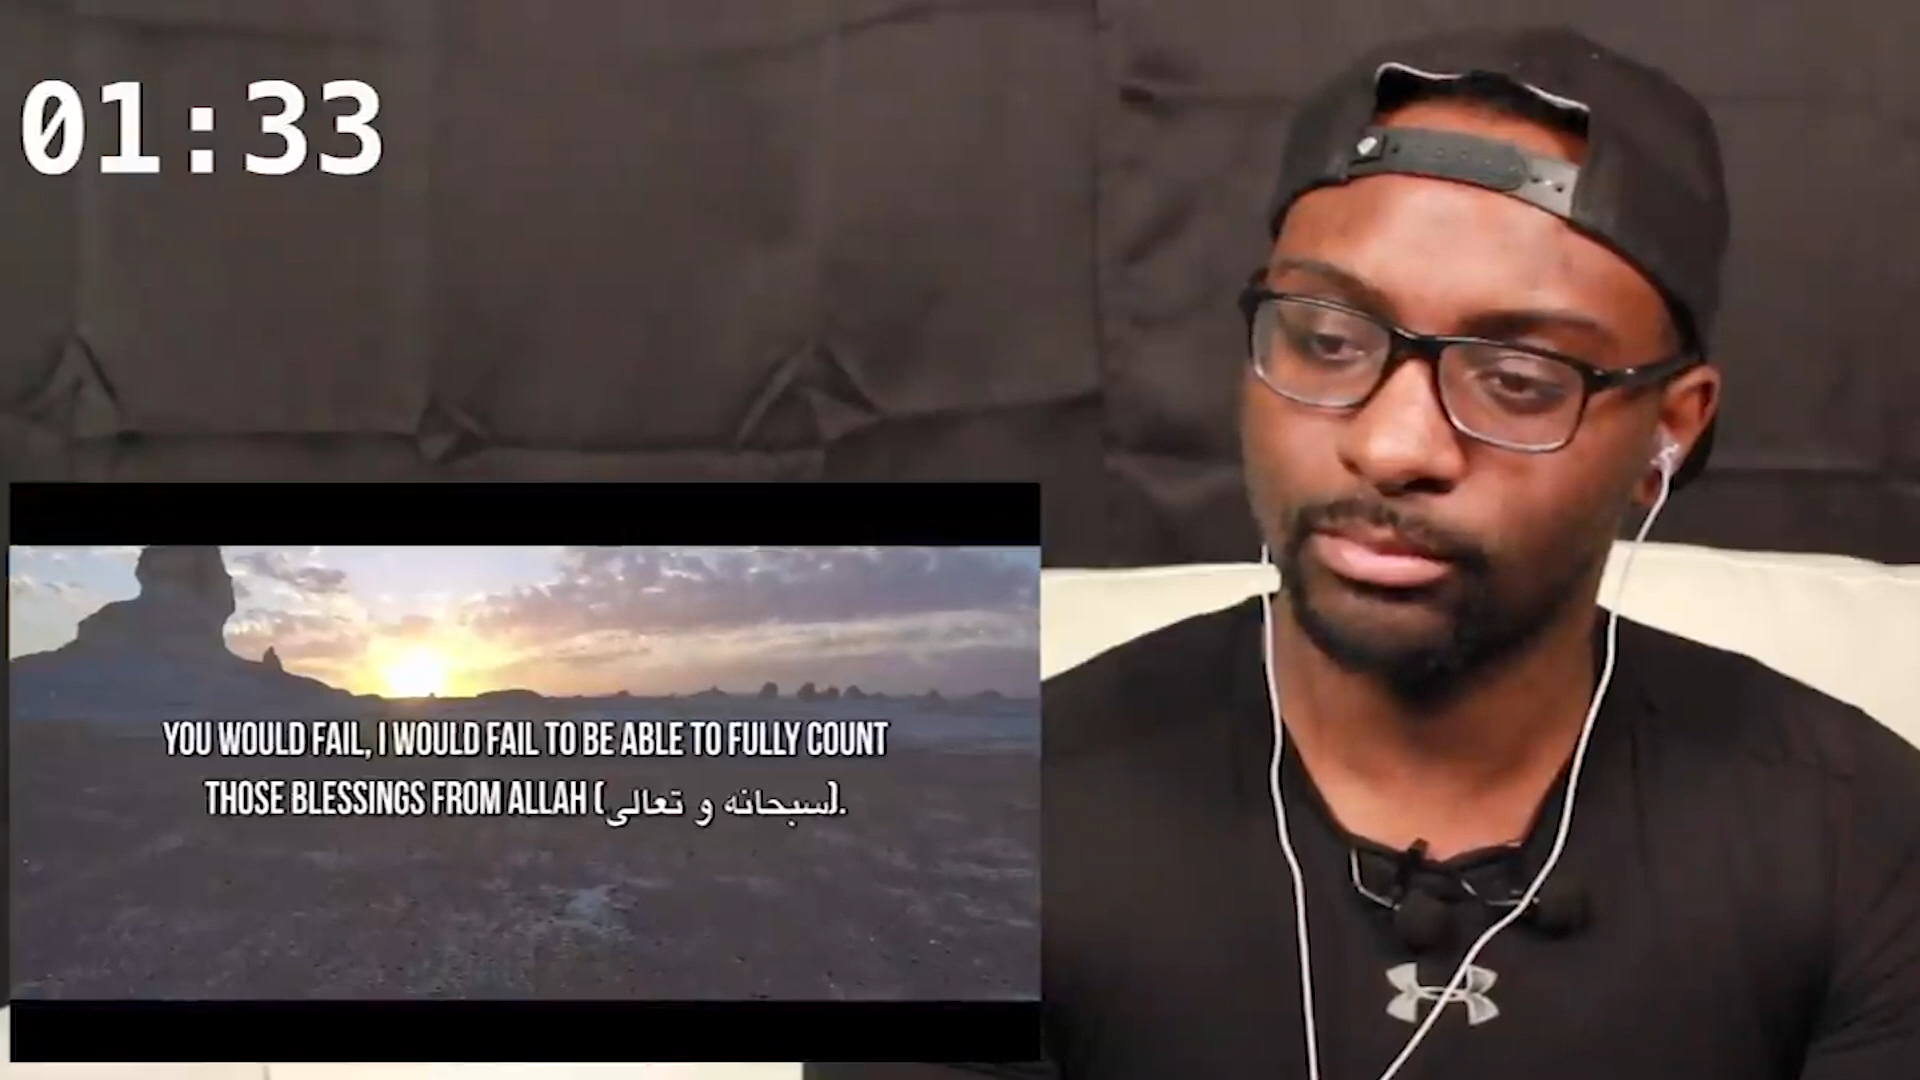 01:33
YOU WOULD FAIL, I WOULD FAIL TO BE ABLE TO FULLY COUNT
THOSE BLESSINGS FROM ALLAH (سبحانه و تعالى).